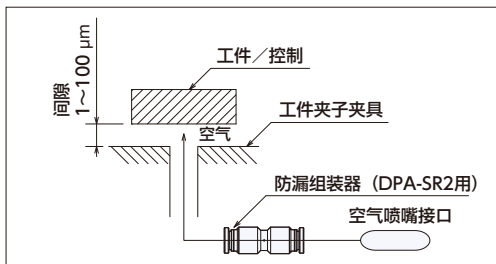 工件／控制
间隙
1～100 μm
空气
工件夹子夹具
防漏组装器（DPA-SR2用）
空气喷嘴接口